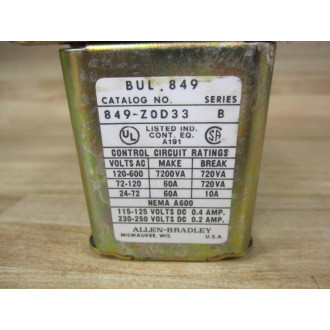 BUL. 849
CATALOG NO. SERIES
849-Z0D33 B
UL LISTED IND.
CONT. EQ.
A191
CONTROL CIRCUIT RATINGS
VOLTS AC MAKE BREAK
120-600 7200VA 720VA
72-120 60A 720VA
24-72 60A 10A
NEMA A600
115-125 VOLTS DC 0.4 AMP.
230-250 VOLTS DC 0.2 AMP.
ALLEN-BRADLEY
MILWAUKEE, WIS. U.S.A.